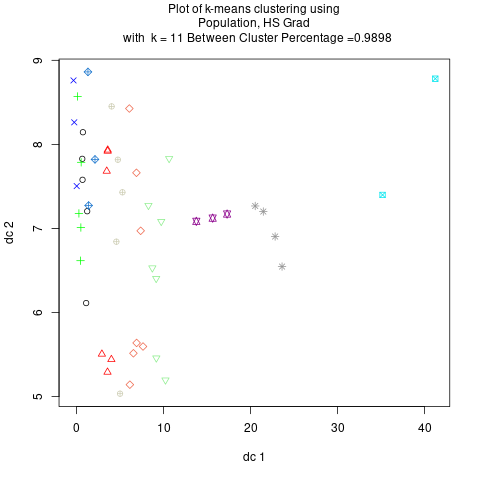 Plot of k-means clustering using
Population, HS Grad
with  k = 11 Between Cluster Percentage =0.9898
9
8
7
6
5
dc 2
0 10 20 30 40
dc 1